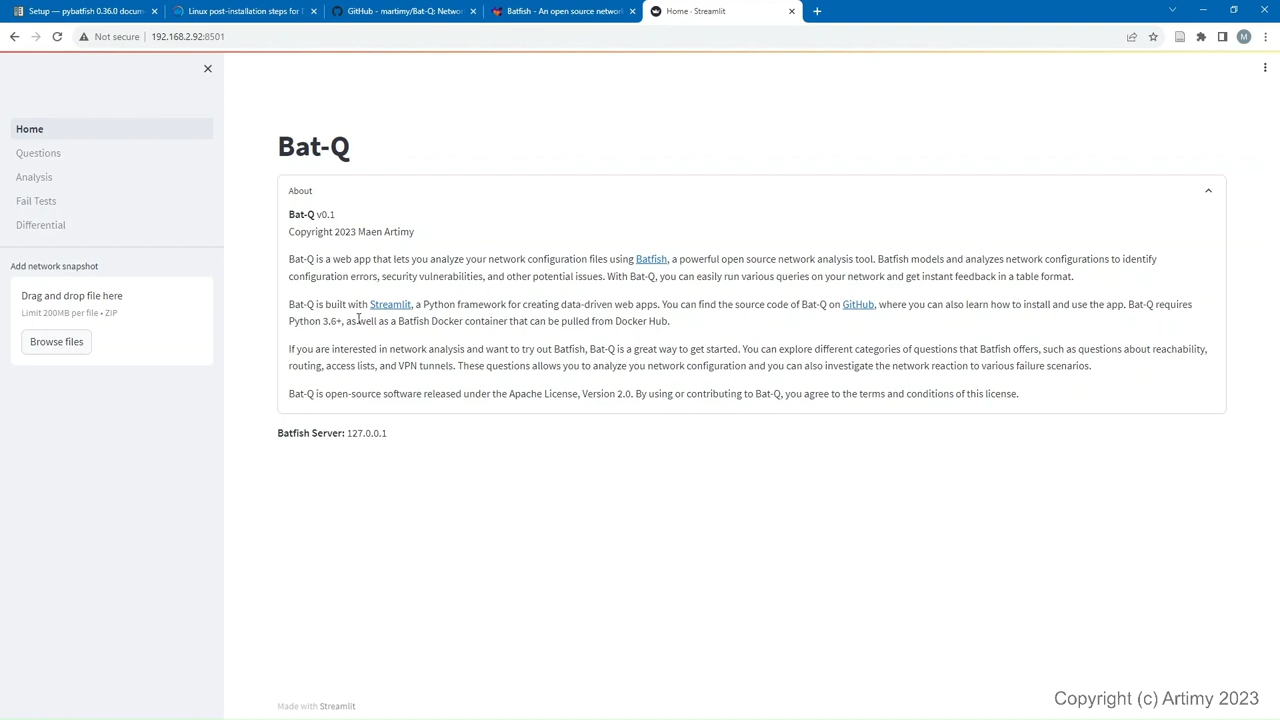 Setup — pybatfish 0.36.0 docum
Linux post-installation steps for D
GitHub - martimy/Bat-Q: Networ
Batfish - An open source network
Home · Streamlit
Not secure
192.168.2.92:8501
M
Home
Questions
Analysis
Fail Tests
Differential
Add network snapshot
Drag and drop file here
Limit 200MB per file • ZIP
Browse files
Bat-Q
About
Bat-Q v0.1
Copyright 2023 Maen Artimy
Bat-Q is a web app that lets you analyze your network configuration files using Batfish, a powerful open source network analysis tool. Batfish models and analyzes network configurations to identify
configuration errors, security vulnerabilities, and other potential issues. With Bat-Q, you can easily run various queries on your network and get instant feedback in a table format.
Bat-Q is built with Streamlit, a Python framework for creating data-driven web apps. You can find the source code of Bat-Q on GitHub, where you can also learn how to install and use the app. Bat-Q requires
Python 3.6+, as well as a Batfish Docker container that can be pulled from Docker Hub.
If you are interested in network analysis and want to try out Batfish, Bat-Q is a great way to get started. You can explore different categories of questions that Batfish offers, such as questions about reachability,
routing, access lists, and VPN tunnels. These questions allows you to analyze you network configuration and you can also investigate the network reaction to various failure scenarios.
Bat-Q is open-source software released under the Apache License, Version 2.0. By using or contributing to Bat-Q, you agree to the terms and conditions of this license.
Batfish Server: 127.0.0.1
Made with Streamlit
Copyright (c) Artimy 2023